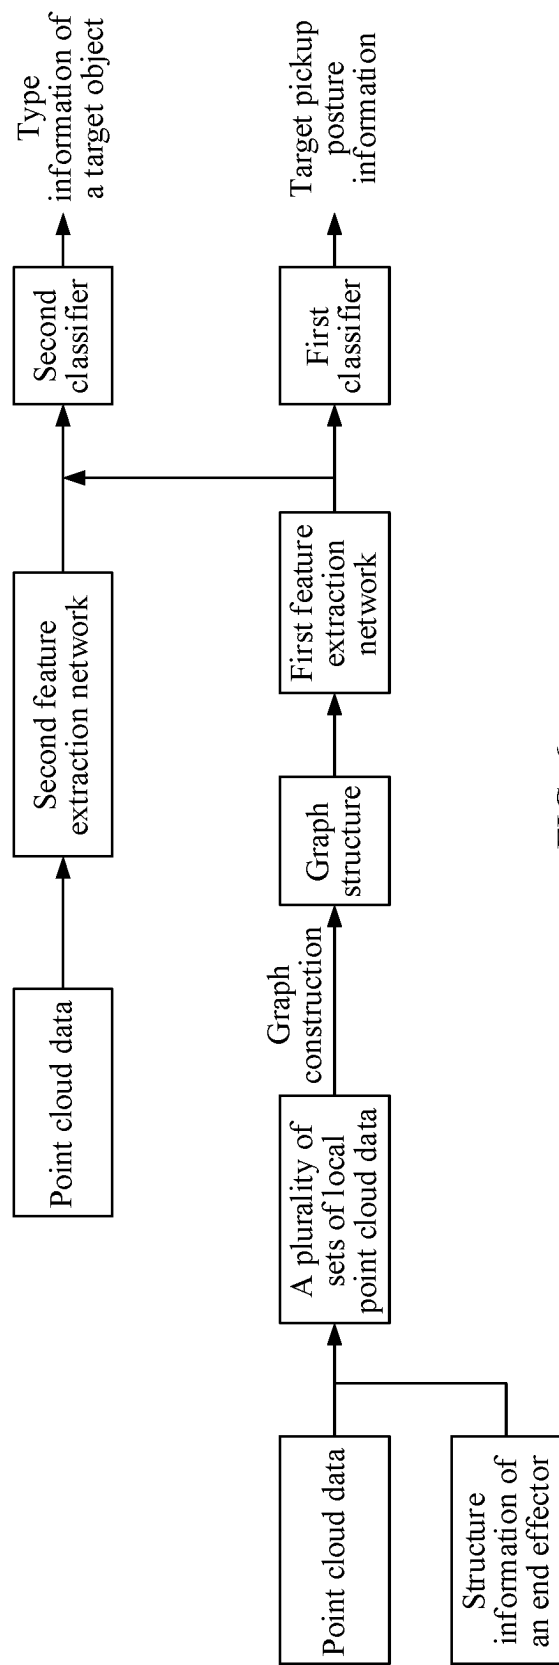 Point cloud data
Second feature
extraction network
Second
classifier
Type
information of
a target object
Point cloud data
Structure
information of
an end effector
A plurality of
sets of local
point cloud data
Graph
construction
Graph
structure
First feature
extraction
network
First
classifier
Target pickup
posture
information